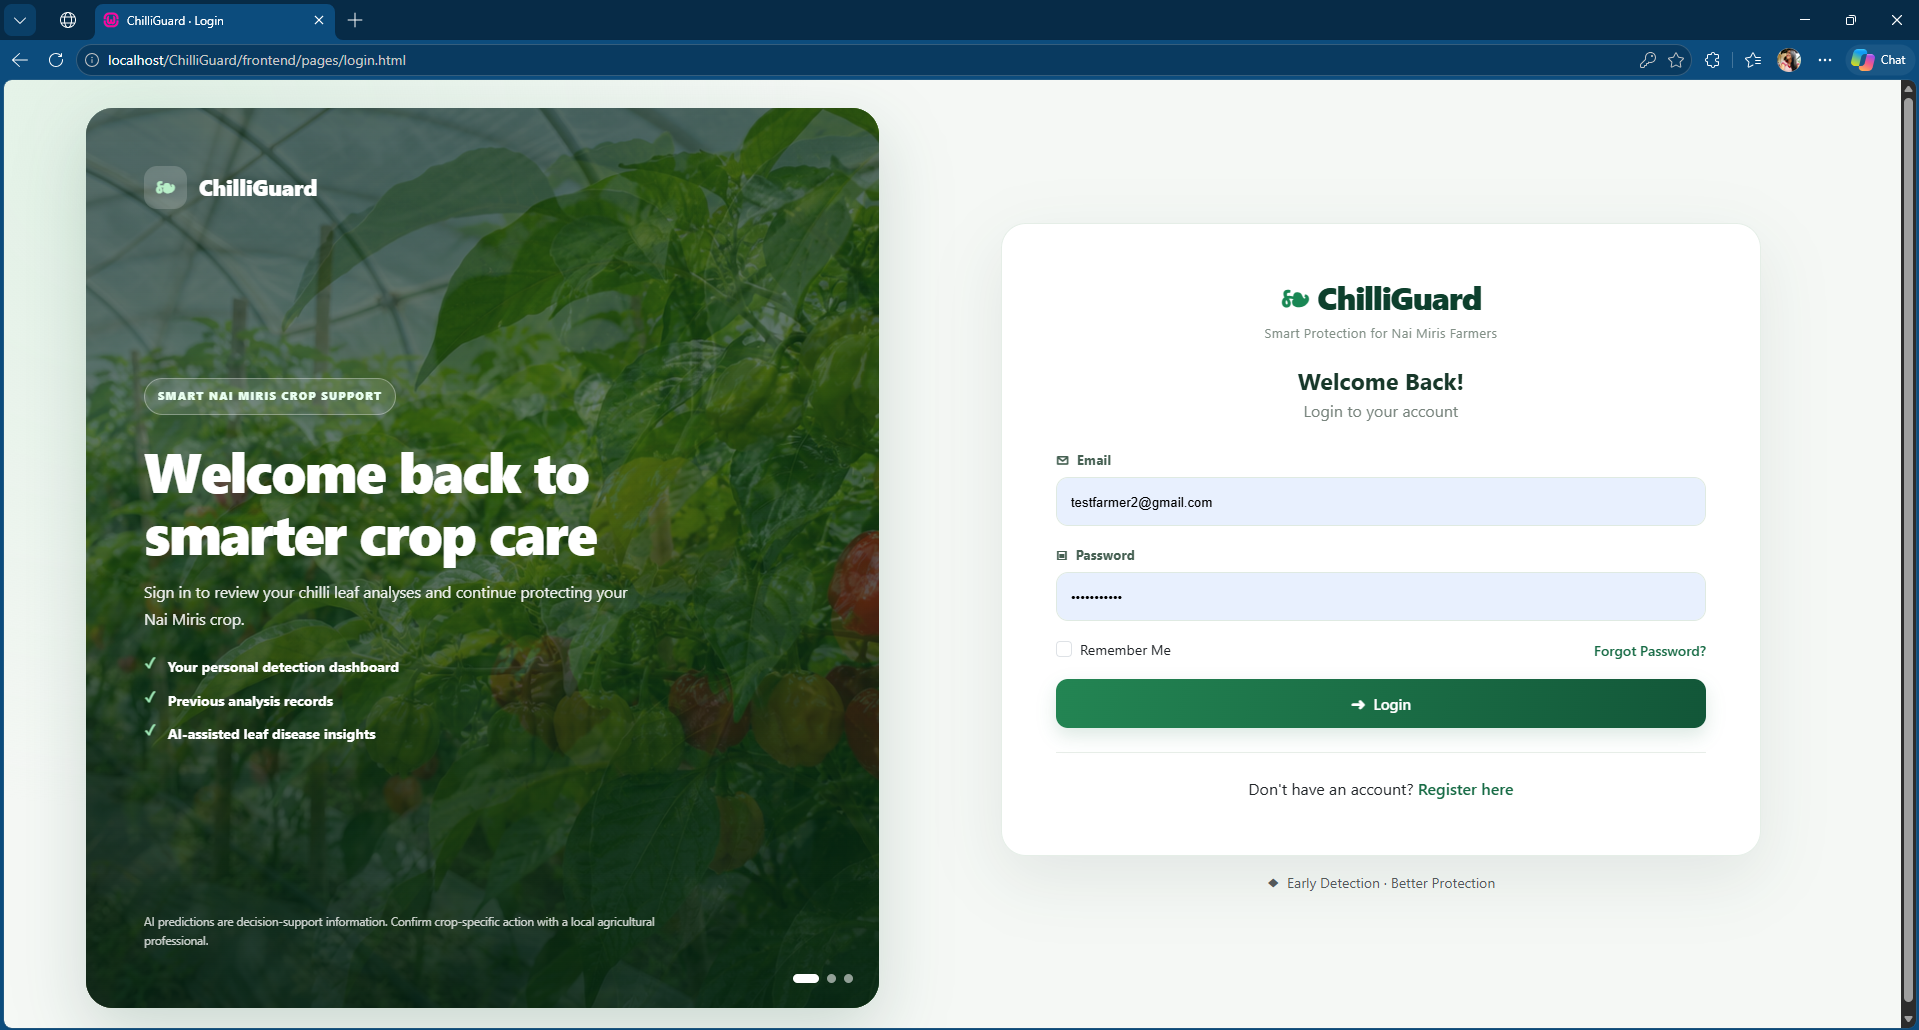 ChilliGuard · Login
localhost/ChilliGuard/frontend/pages/login.html
Chat
ChilliGuard
SMART NAI MIRIS CROP SUPPORT
Welcome back to
smarter crop care
Sign in to review your chilli leaf analyses and continue protecting your
Nai Miris crop.
Your personal detection dashboard
Previous analysis records
AI-assisted leaf disease insights
AI predictions are decision-support information. Confirm crop-specific action with a local agricultural
professional.
ChilliGuard
Smart Protection for Nai Miris Farmers
Welcome Back!
Login to your account
Email
testfarmer2@gmail.com
Password
•••••••••••
Remember Me
Forgot Password?
➜ Login
Don't have an account? Register here
◆ Early Detection · Better Protection